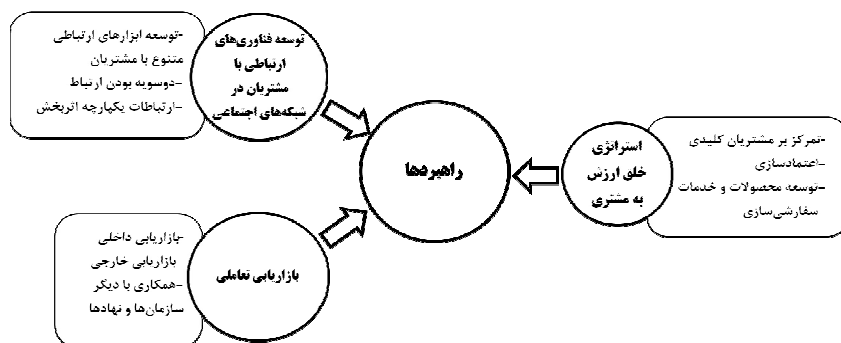 -توسعه ابزارهای ارتباطی
متنوع با مشتریان
-دوسویه بودن ارتباط
-ارتباطات یکپارچه اثربخش
توسعه فناوری‌های
ارتباطی با
مشتریان در
شبکه‌های اجتماعی
راهبردها
استراتژی
خلق ارزش
به مشتری
-تمرکز بر مشتریان کلیدی
-اعتمادسازی
-توسعه محصولات و خدمات
سفارشی‌سازی
بازاریابی تعاملی
-بازاریابی داخلی
بازاریابی خارجی
-همکاری با دیگر
سازمان‌ها و نهادها